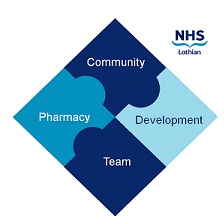 NHS
Lothian
Community
Pharmacy
Development
Team